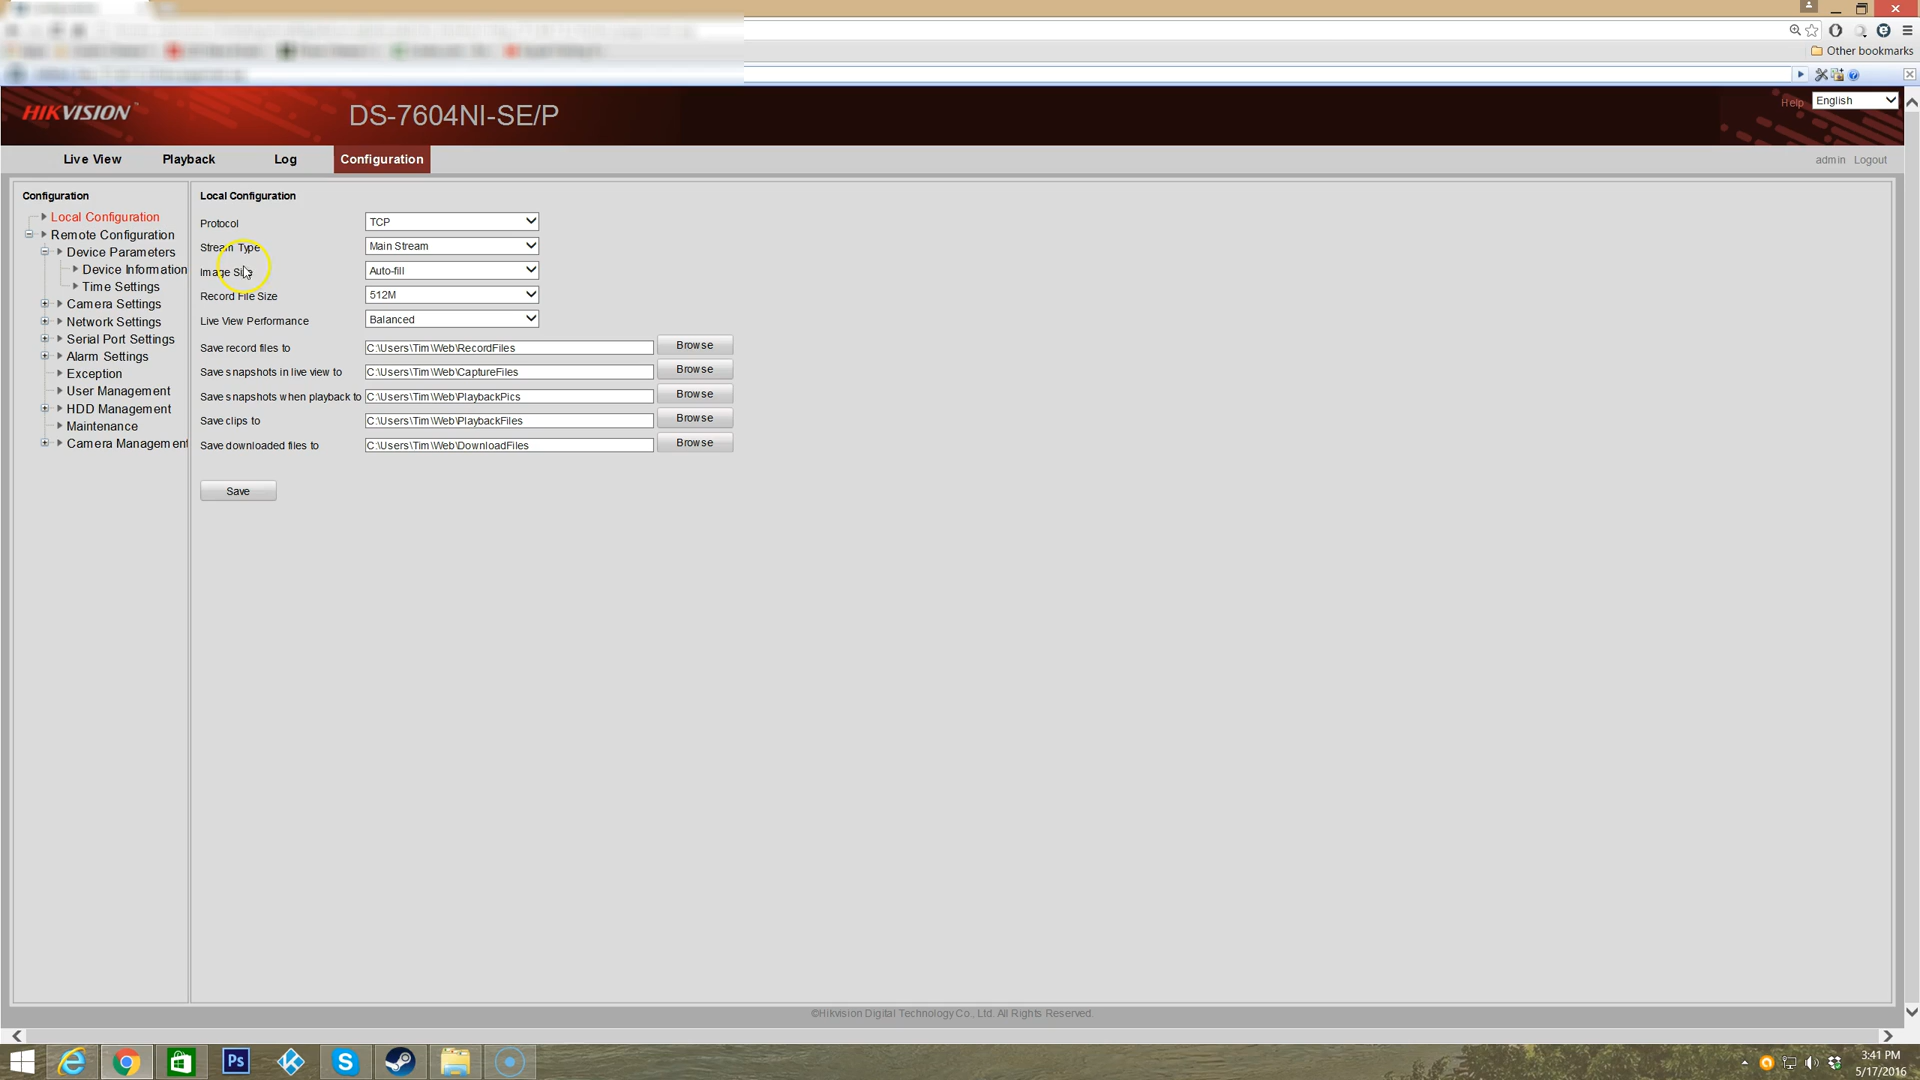 Other bookmarks
HIKVISION™
DS-7604NI-SE/P
Help
English
Live View
Playback
Log
Configuration
admin
Logout
Configuration
Local Configuration
Remote Configuration
Device Parameters
Device Information
Time Settings
Camera Settings
Network Settings
Serial Port Settings
Alarm Settings
Exception
User Management
HDD Management
Maintenance
Camera Management
Local Configuration
Protocol TCP
Stream Type Main Stream
Image Size Auto-fill
Record File Size 512M
Live View Performance Balanced
Save record files to C:\Users\Tim\Web\RecordFiles Browse
Save snapshots in live view to C:\Users\Tim\Web\CaptureFiles Browse
Save snapshots when playback to C:\Users\Tim\Web\PlaybackPics Browse
Save clips to C:\Users\Tim\Web\PlaybackFiles Browse
Save downloaded files to C:\Users\Tim\Web\DownloadFiles Browse
Save
©Hikvision Digital Technology Co., Ltd. All Rights Reserved.
Ps
3:41 PM
5/17/2016